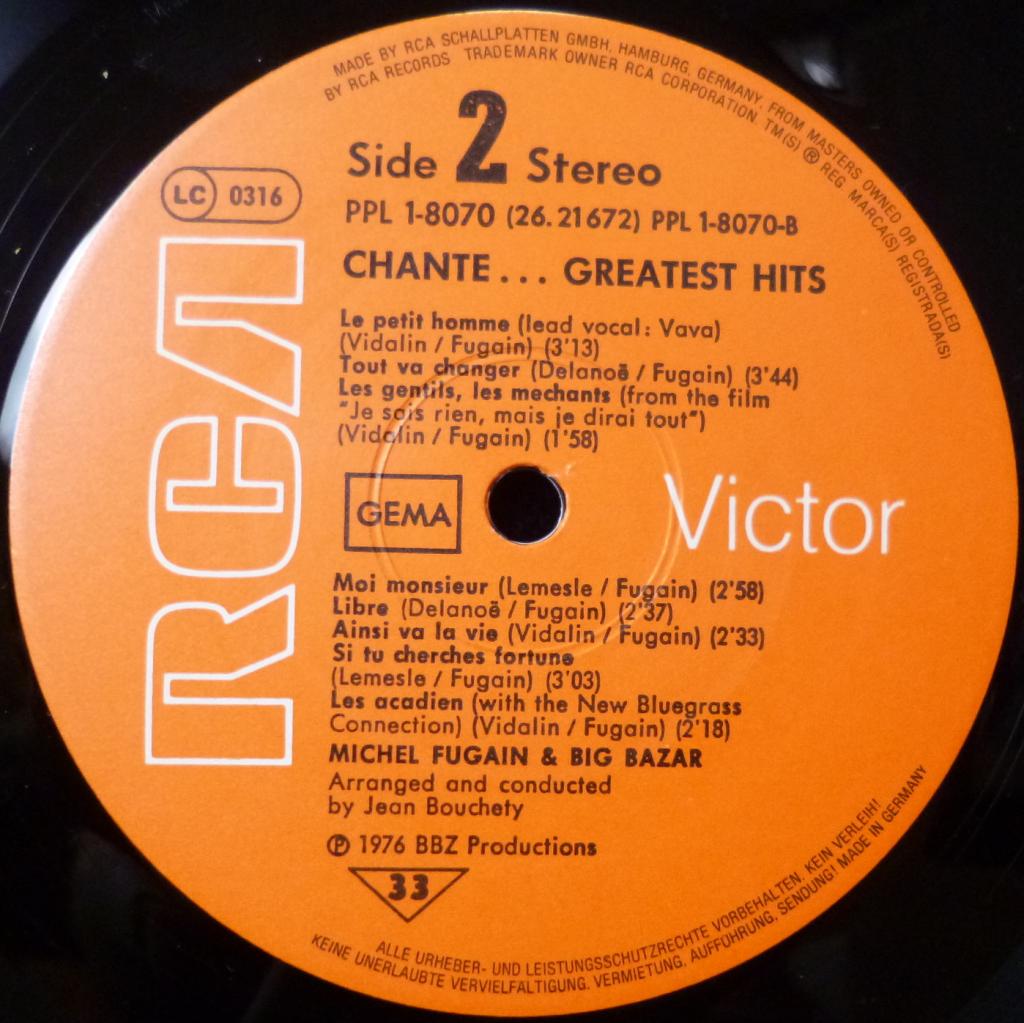 MADE BY RCA SCHALLPLATTEN GMBH, HAMBURG, GERMANY, FROM MASTERS OWNED OR CONTROLLED
BY RCA RECORDS TRADEMARK OWNER RCA CORPORATION. TM(S) ® REG. MARCA(S) REGISTRADA(S)
Side 2 Stereo
LC 0316
PPL 1-8070 (26.21672) PPL 1-8070-B
CHANTE... GREATEST HITS
RCA
Le petit homme (lead vocal: Vava)
(Vidalin / Fugain) (3'13)
Tout va changer (Delanoë / Fugain) (3'44)
Les gentils, les mechants (from the film
"Je sais rien, mais je dirai tout")
(Vidalin / Fugain) (1'58)
GEMA
Victor
Moi monsieur (Lemesle / Fugain) (2'58)
Libre (Delanoë / Fugain) (2'37)
Ainsi va la vie (Vidalin / Fugain) (2'33)
Si tu cherches fortune
(Lemesle / Fugain) (3'03)
Les acadien (with the New Bluegrass
Connection) (Vidalin / Fugain) (2'18)
MICHEL FUGAIN & BIG BAZAR
Arranged and conducted
by Jean Bouchety
℗ 1976 BBZ Productions
33
ALLE URHEBER- UND LEISTUNGSSCHUTZRECHTE VORBEHALTEN. KEIN VERLEIH!
KEINE UNERLAUBTE VERVIELFALTIGUNG, VERMIETUNG, AUFFÜHRUNG, SENDUNG! MADE IN GERMANY